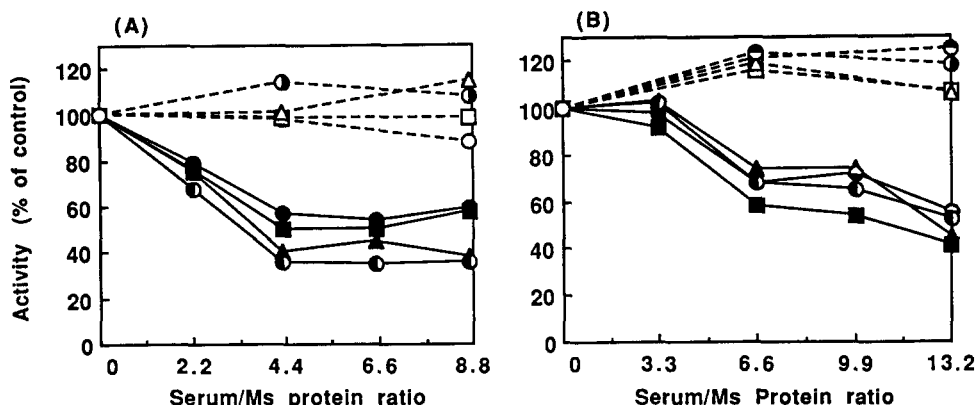 (A)
(B)
Activity (% of control)
120
100
80
60
40
20
0
0 2.2 4.4 6.6 8.8
Serum/Ms protein ratio
120
100
80
60
40
20
0
0 3.3 6.6 9.9 13.2
Serum/Ms Protein ratio